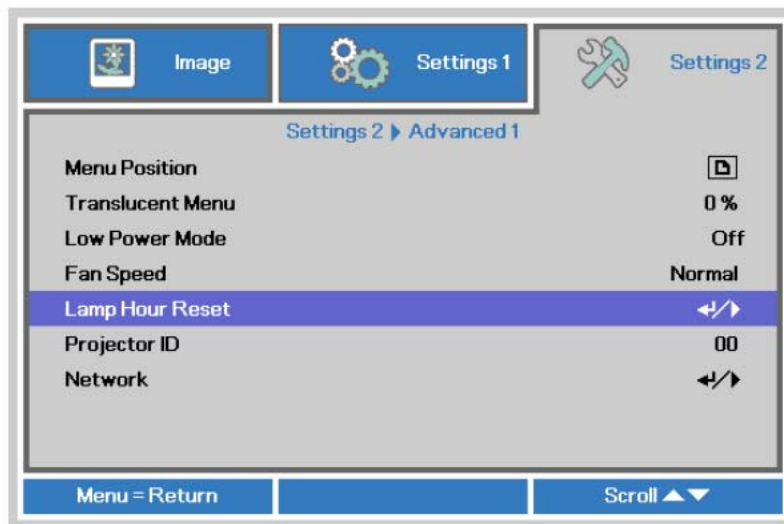 Image Settings 1 Settings 2
Settings 2 ▶ Advanced 1
Menu Position
Translucent Menu 0 %
Low Power Mode Off
Fan Speed Normal
Lamp Hour Reset ↵/▶
Projector ID 00
Network ↵/▶
Menu = Return Scroll ▲▼